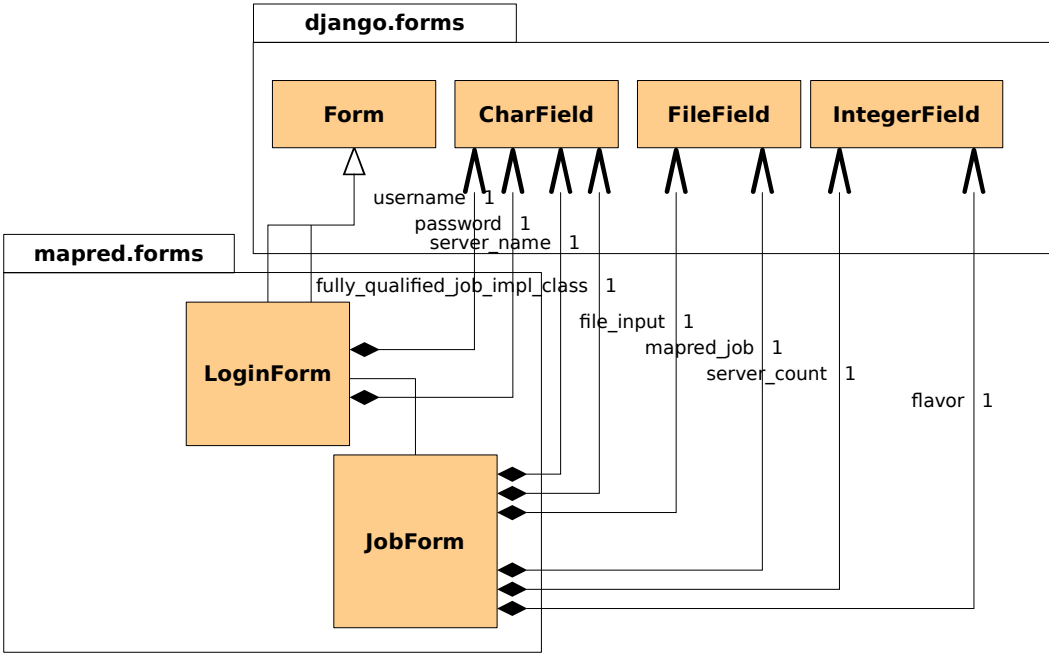 django.forms
Form
CharField
FileField
IntegerField
username 1
password 1
server_name 1
mapred.forms
fully_qualified_job_impl_class 1
file_input 1
mapred_job 1
server_count 1
LoginForm
flavor 1
JobForm